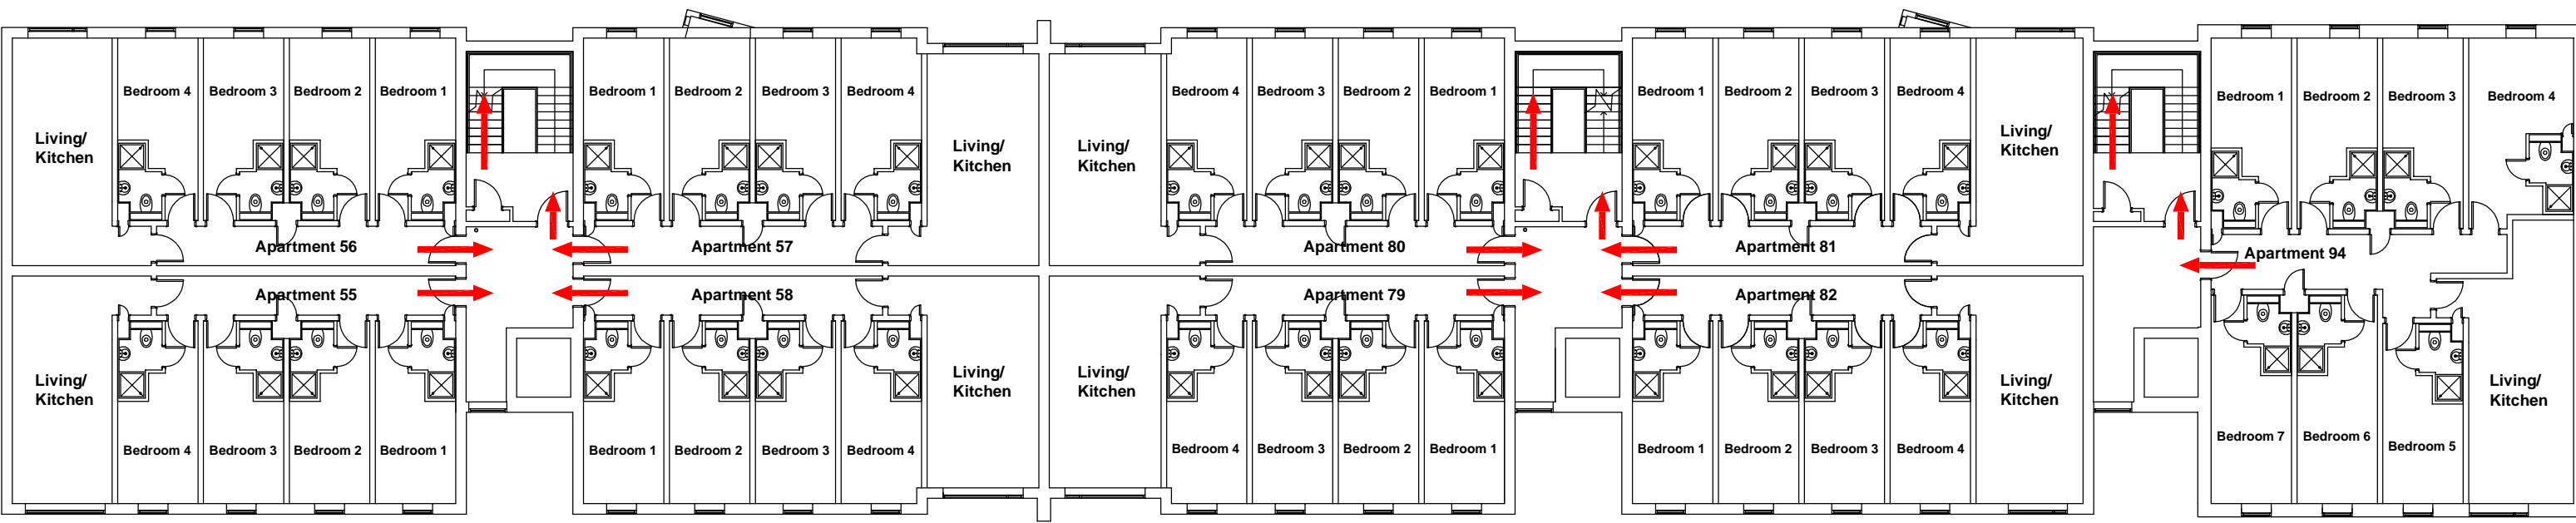 Bedroom 4
Bedroom 3
Bedroom 2
Bedroom 1
Bedroom 1
Bedroom 2
Bedroom 3
Bedroom 4
Bedroom 4
Bedroom 3
Bedroom 2
Bedroom 1
Bedroom 1
Bedroom 2
Bedroom 3
Bedroom 4
Bedroom 1
Bedroom 2
Bedroom 3
Bedroom 4
Living/
Kitchen
Living/
Kitchen
Living/
Kitchen
Living/
Kitchen
Apartment 56
Apartment 57
Apartment 80
Apartment 81
Apartment 94
Apartment 55
Apartment 58
Apartment 79
Apartment 82
Living/
Kitchen
Living/
Kitchen
Living/
Kitchen
Living/
Kitchen
Living/
Kitchen
Bedroom 4
Bedroom 3
Bedroom 2
Bedroom 1
Bedroom 1
Bedroom 2
Bedroom 3
Bedroom 4
Bedroom 4
Bedroom 3
Bedroom 2
Bedroom 1
Bedroom 1
Bedroom 2
Bedroom 3
Bedroom 4
Bedroom 7
Bedroom 6
Bedroom 5